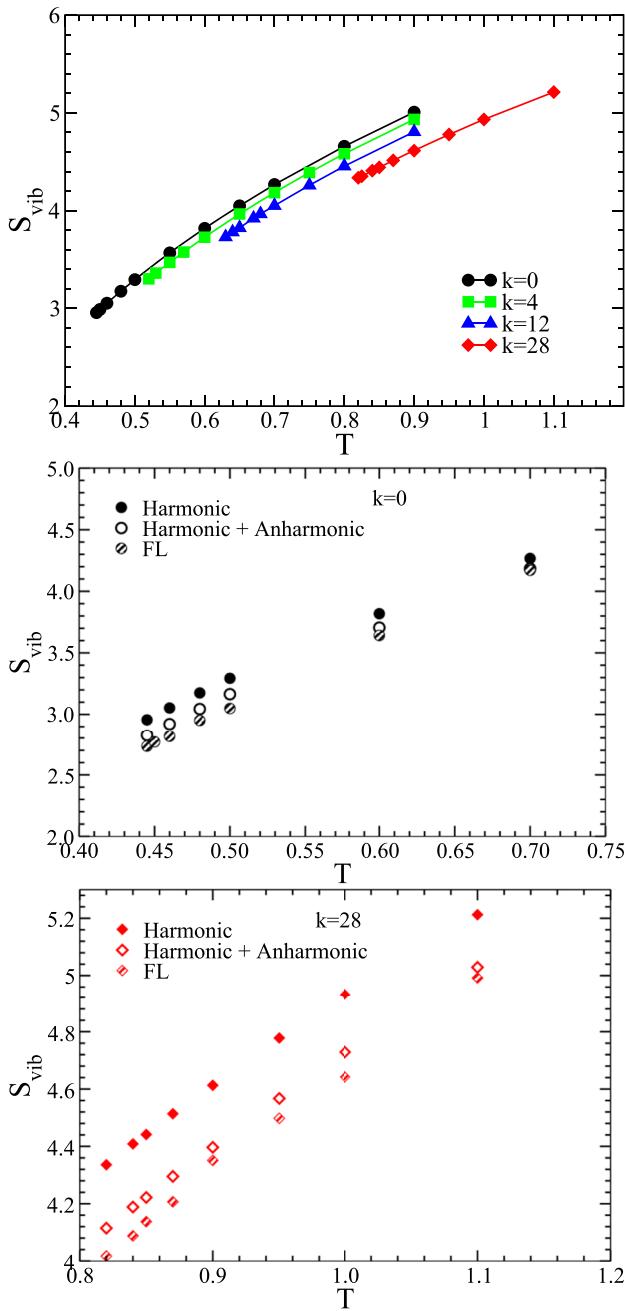 6
5
4
3
2
S_vib
k=0
k=4
k=12
k=28
0.4 0.5 0.6 0.7 0.8 0.9 1 1.1
T
5.0
4.5
4.0
3.5
3.0
2.5
2.0
S_vib
k=0
Harmonic
Harmonic + Anharmonic
FL
0.40 0.45 0.50 0.55 0.60 0.65 0.70 0.75
T
5.2
5
4.8
4.6
4.4
4.2
4
S_vib
k=28
Harmonic
Harmonic + Anharmonic
FL
0.8 0.9 1.0 1.1 1.2
T